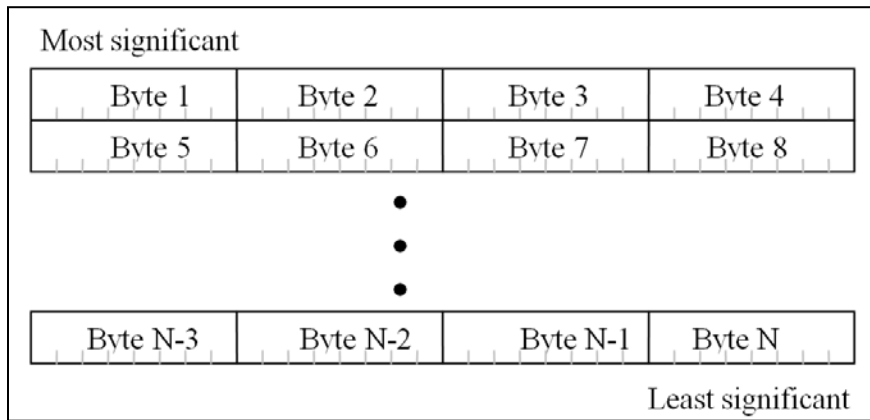 Most significant
Byte 1 Byte 2 Byte 3 Byte 4
Byte 5 Byte 6 Byte 7 Byte 8
Byte N-3 Byte N-2 Byte N-1 Byte N
Least significant